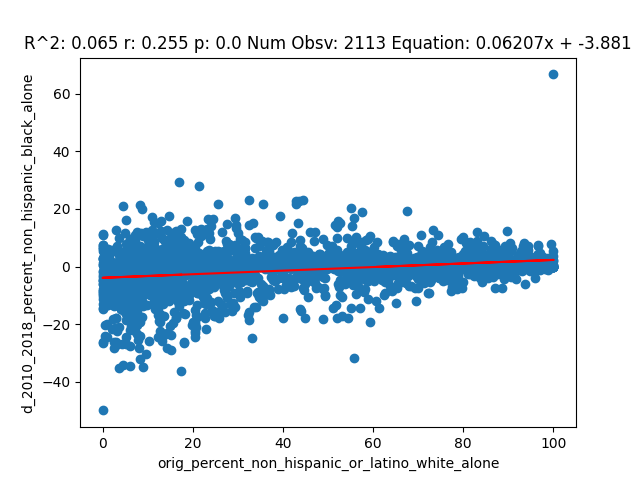 R^2: 0.065 r: 0.255 p: 0.0 Num Obsv: 2113 Equation: 0.06207x + -3.881
d_2010_2018_percent_non_hispanic_black_alone
60
40
20
0
−20
−40
0 20 40 60 80 100
orig_percent_non_hispanic_or_latino_white_alone